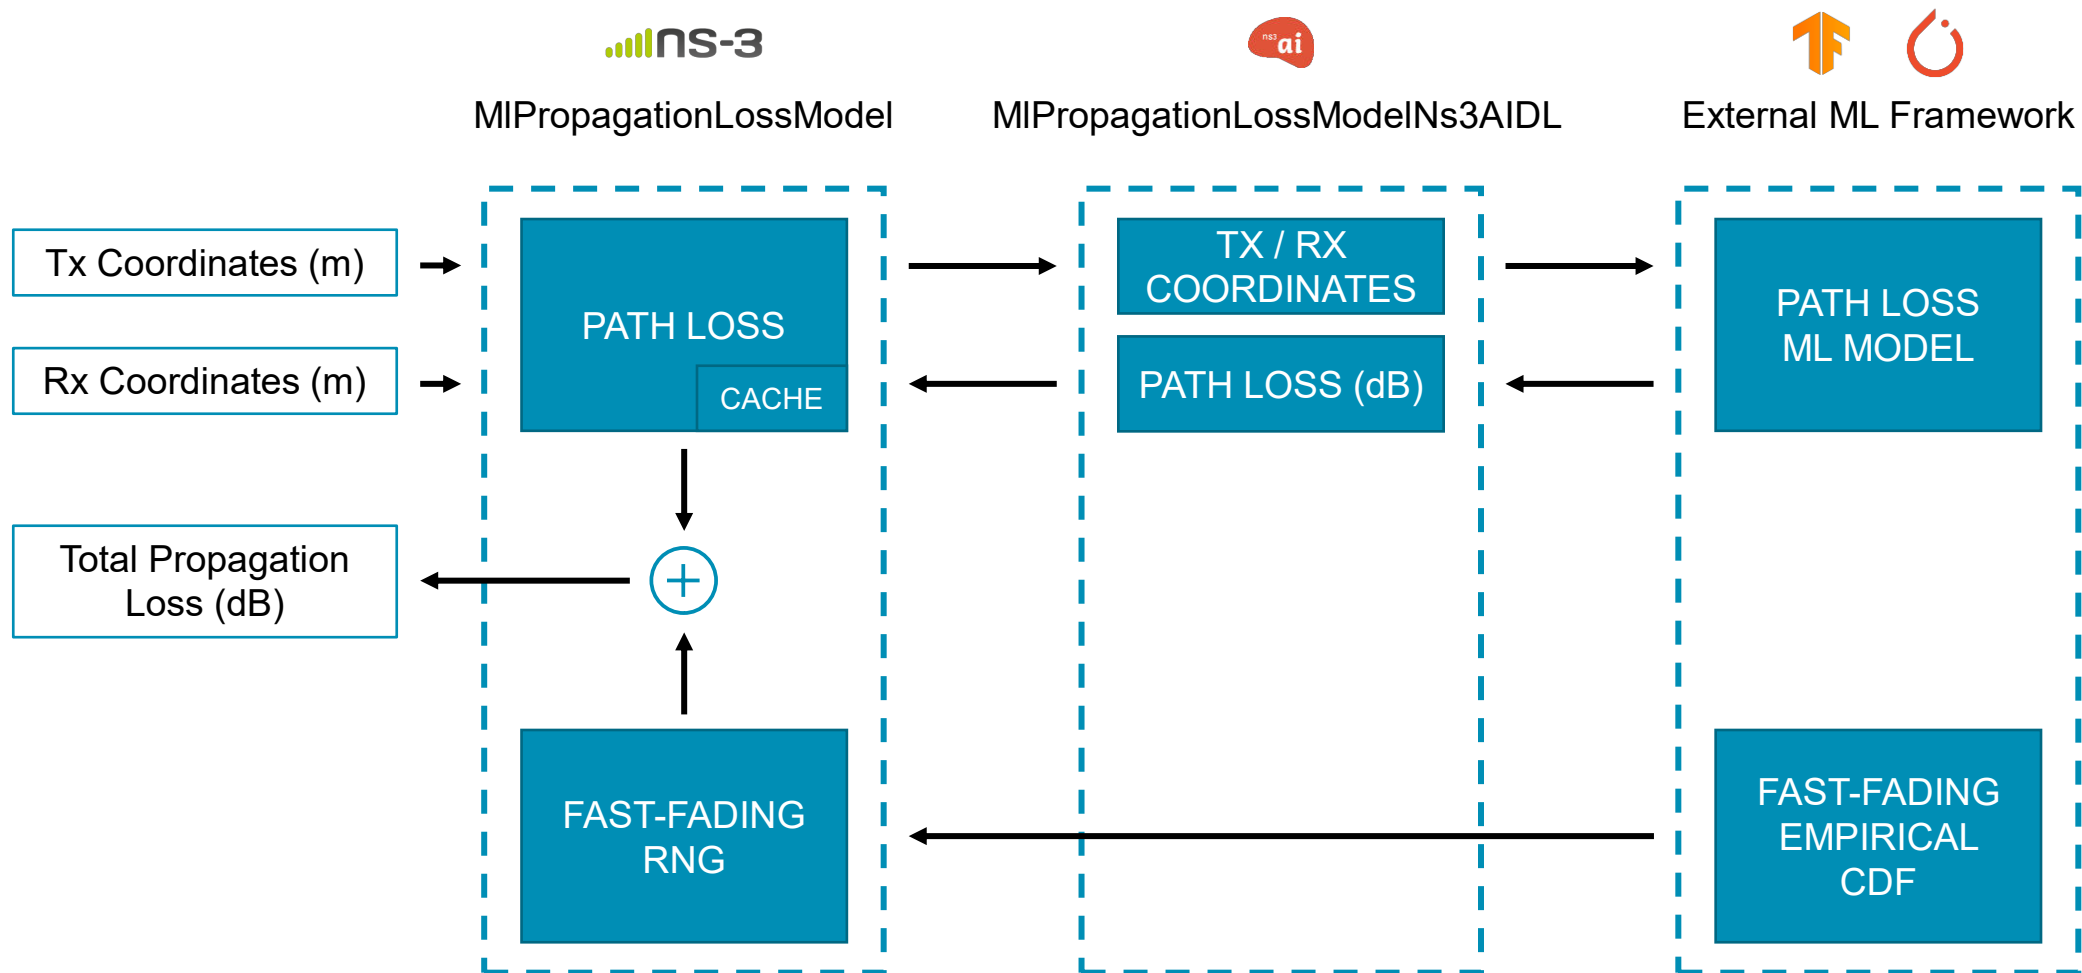 ns-3
ns3 ai
MlPropagationLossModel
MlPropagationLossModelNs3AIDL
External ML Framework
Tx Coordinates (m)
Rx Coordinates (m)
Total Propagation
Loss (dB)
PATH LOSS
CACHE
TX / RX
COORDINATES
PATH LOSS (dB)
PATH LOSS
ML MODEL
FAST-FADING
RNG
FAST-FADING
EMPIRICAL
CDF